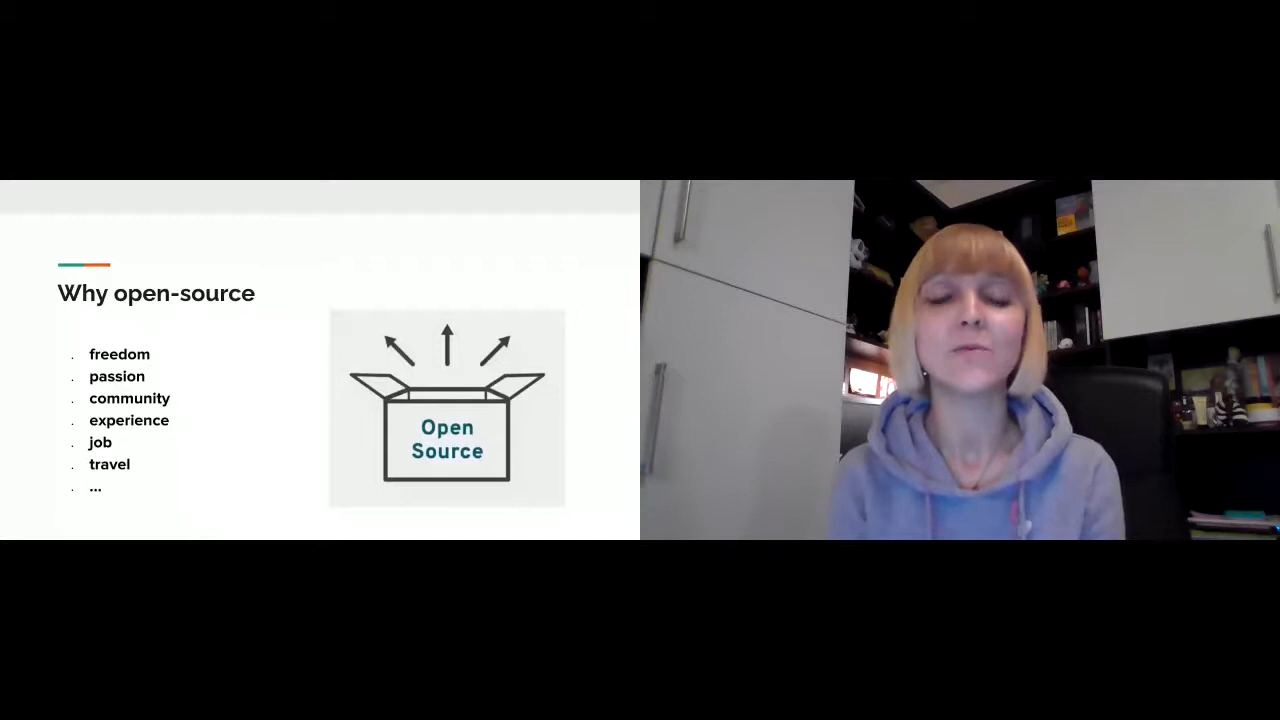 Why open-source
. freedom
. passion
. community
. experience
. job
. travel
. ...
Open
Source